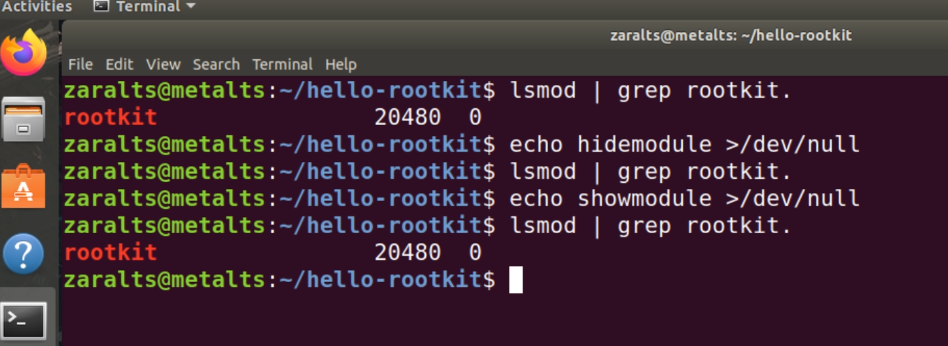 Activities
Terminal
zaralts@metalts: ~/hello-rootkit
File Edit View Search Terminal Help
zaralts@metalts:~/hello-rootkit$ lsmod | grep rootkit.
rootkit 20480 0
zaralts@metalts:~/hello-rootkit$ echo hidemodule >/dev/null
zaralts@metalts:~/hello-rootkit$ lsmod | grep rootkit.
zaralts@metalts:~/hello-rootkit$ echo showmodule >/dev/null
zaralts@metalts:~/hello-rootkit$ lsmod | grep rootkit.
rootkit 20480 0
zaralts@metalts:~/hello-rootkit$